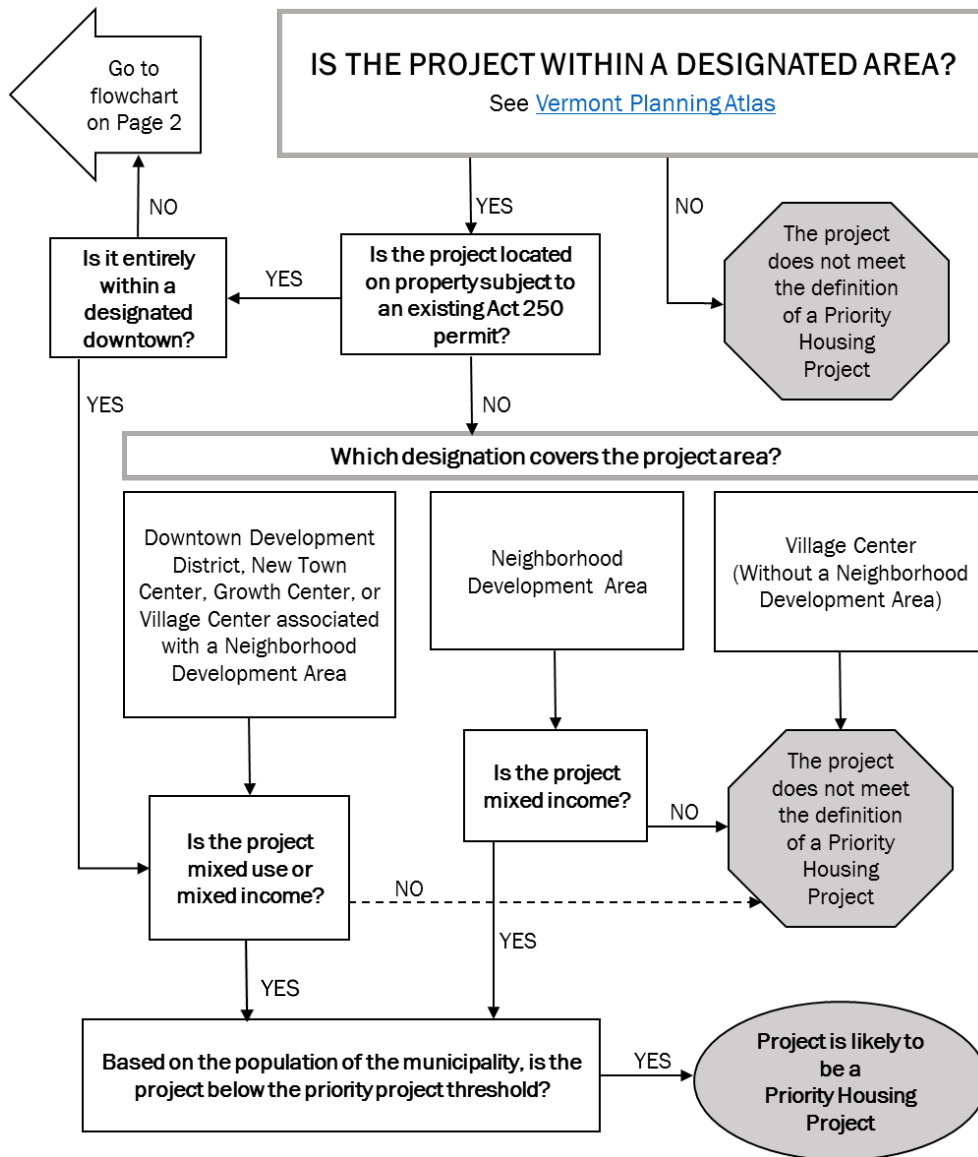 Go to
flowchart
on Page 2
IS THE PROJECT WITHIN A DESIGNATED AREA?
See Vermont Planning Atlas
NO
YES
NO
Is it entirely
within a
designated
downtown?
YES
Is the project located
on property subject to
an existing Act 250
permit?
The project
does not meet
the definition
of a Priority
Housing
Project
YES
NO
Which designation covers the project area?
Downtown Development
District, New Town
Center, Growth Center, or
Village Center associated
with a Neighborhood
Development Area
Neighborhood
Development Area
Village Center
(Without a Neighborhood
Development Area)
Is the project
mixed use or
mixed income?
NO
Is the project
mixed income?
NO
The project
does not meet
the definition
of a Priority
Housing
Project
YES
YES
Based on the population of the municipality, is the
project below the priority project threshold?
YES
Project is likely to
be a
Priority Housing
Project